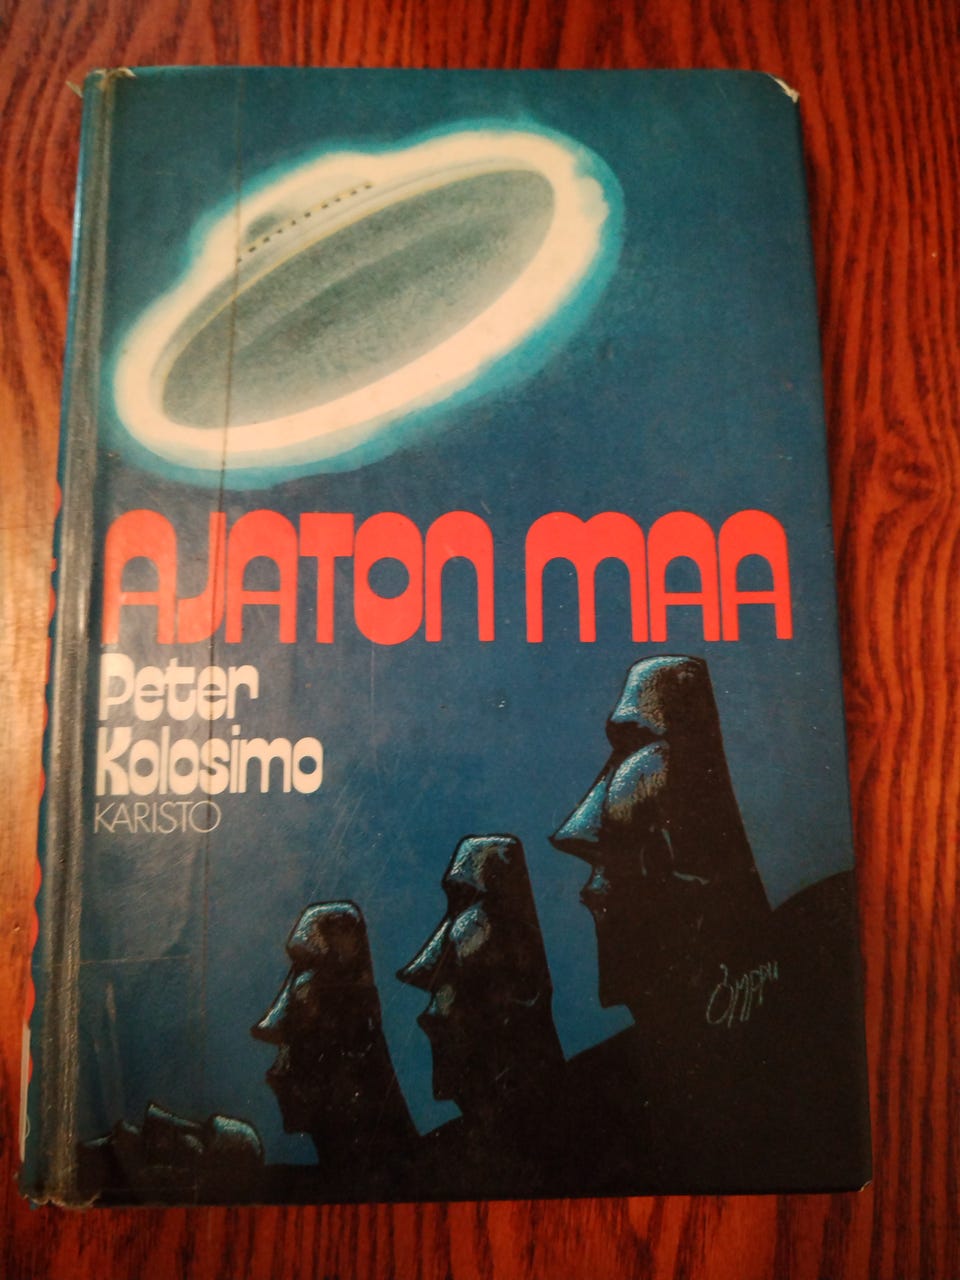 AJATON MAA
Peter
Kolosimo
KARISTO